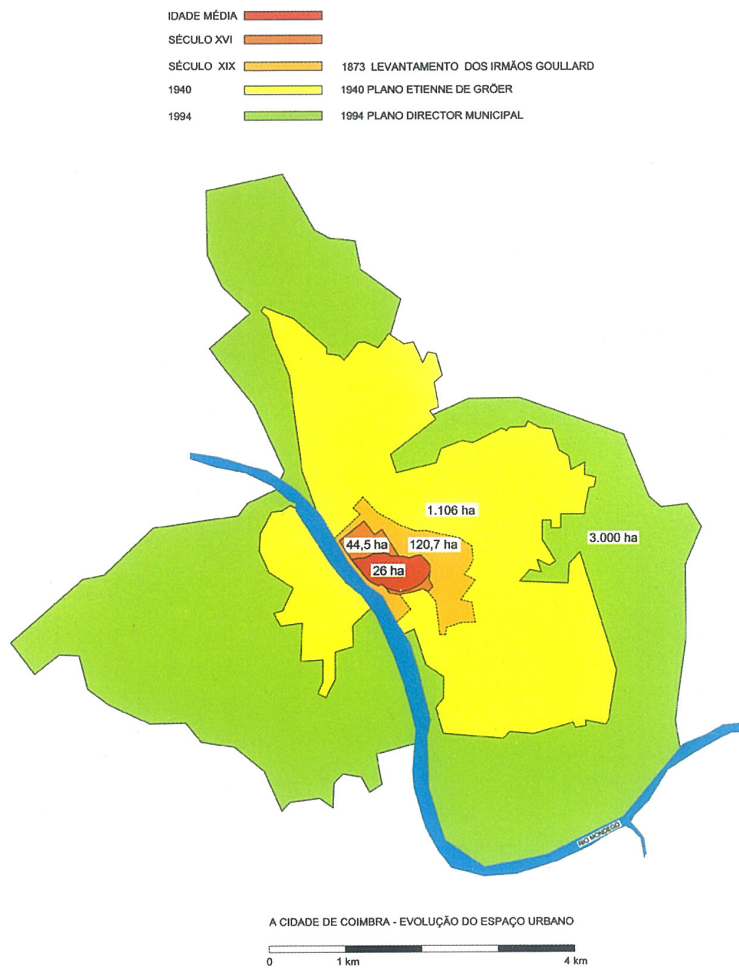 IDADE MÉDIA
SÉCULO XVI
SÉCULO XIX 1873 LEVANTAMENTO DOS IRMÃOS GOULLARD
1940 1940 PLANO ETIENNE DE GRÖER
1994 1994 PLANO DIRECTOR MUNICIPAL
1.106 ha
3.000 ha
44,5 ha 120,7 ha
26 ha
RIO MONDEGO
A CIDADE DE COIMBRA - EVOLUÇÃO DO ESPAÇO URBANO
0 1 km 4 km